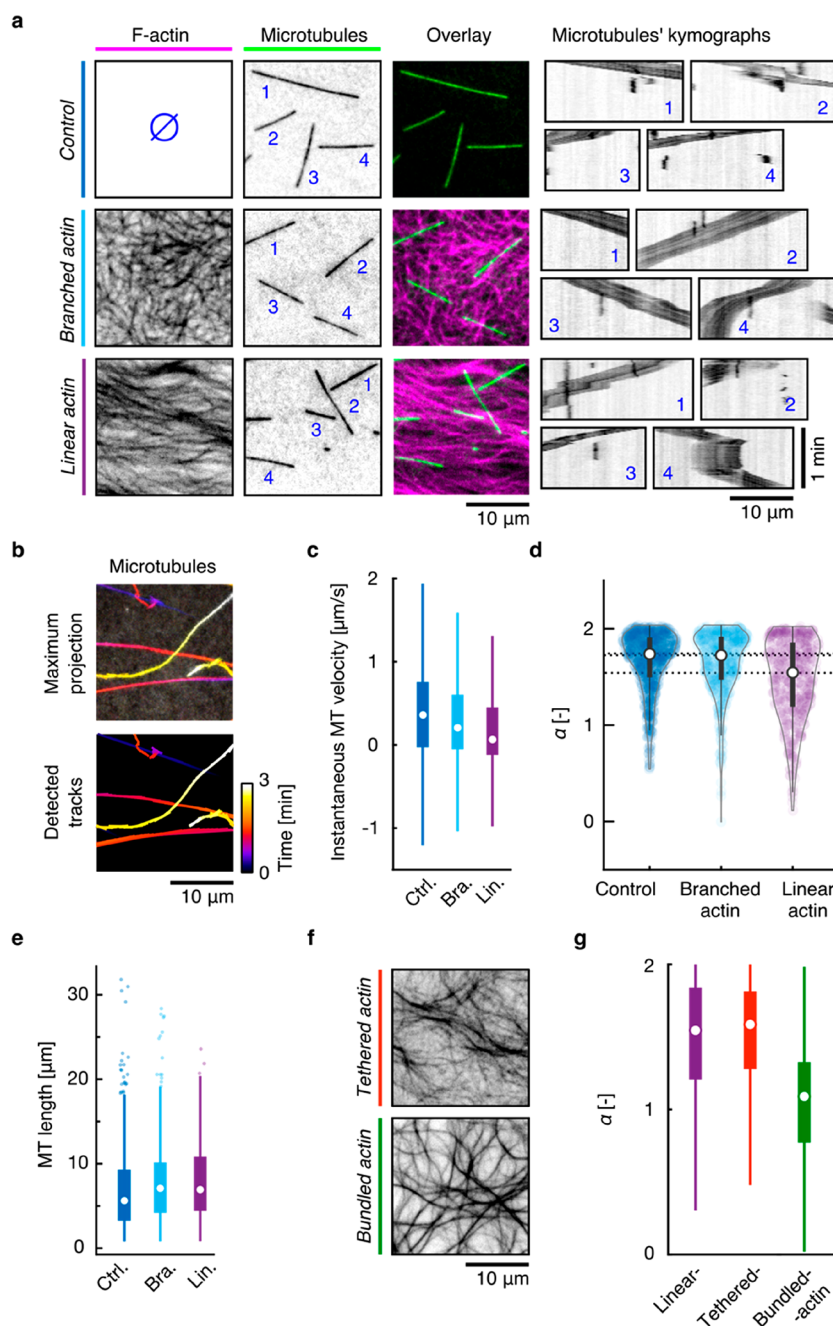 a
F-actin Microtubules Overlay Microtubules' kymographs
Control
∅
1 2 3 4
1 2
3 4
Branched actin
1 2 3 4
1 2
3 4
Linear actin
1 2 3 4
1 2
3 4
1 min
10 µm 10 µm
b
Microtubules
Maximum projection
Detected tracks
3
0
Time [min]
10 µm
c
Instantaneous MT velocity [µm/s]
2
1
0
-1
Ctrl. Bra. Lin.
d
α [-]
2
1
0
Control Branched actin Linear actin
e
MT length [µm]
30
20
10
0
Ctrl. Bra. Lin.
f
Tethered actin
Bundled actin
10 µm
g
α [-]
2
1
0
Linear- Tethered- Bundled-
-actin